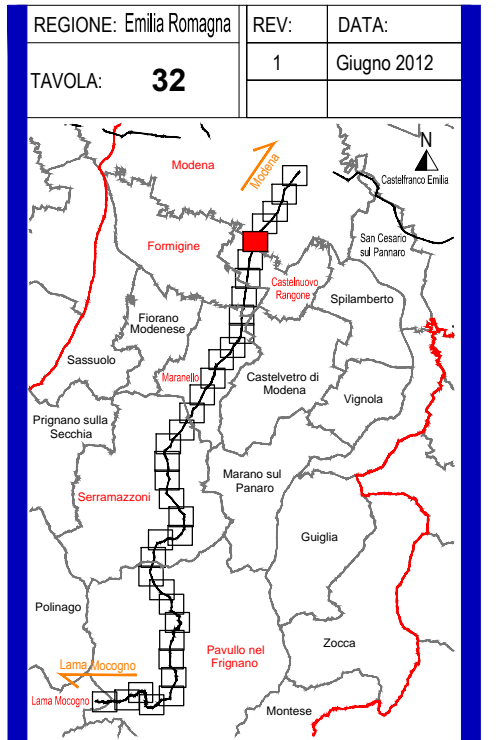 REGIONE: Emilia Romagna
REV:
DATA:
TAVOLA: 32
1
Giugno 2012
N
Modena
Modena
Castelfranco Emilia
Formigine
San Cesario
sul Pannaro
Castelnuovo
Rangone
Spilamberto
Fiorano
Modenese
Sassuolo
Maranello
Castelvetro di
Modena
Vignola
Prignano sulla
Secchia
Marano sul
Panaro
Serramazzoni
Guiglia
Polinago
Pavullo nel
Frignano
Zocca
Lama Mocogno
Lama Mocogno
Montese